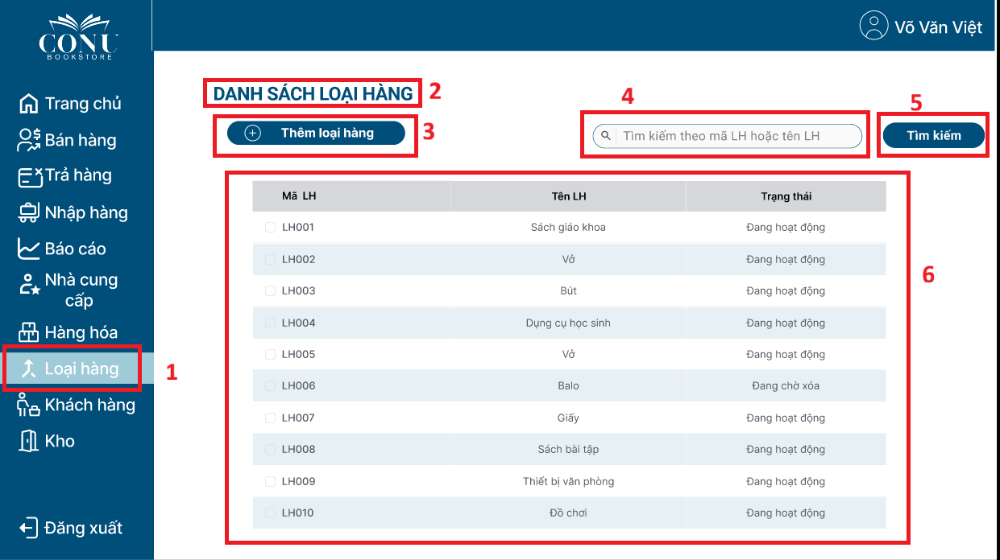 CONU
BOOKSTORE
Võ Văn Việt
Trang chủ
Bán hàng
Trả hàng
Nhập hàng
Báo cáo
Nhà cung
cấp
Hàng hóa
Loại hàng
1
Khách hàng
Kho
Đăng xuất
DANH SÁCH LOẠI HÀNG
2
Thêm loại hàng
3
4
Tìm kiếm theo mã LH hoặc tên LH
5
Tìm kiếm
Mã LH Tên LH Trạng thái
LH001 Sách giáo khoa Đang hoạt động
LH002 Vở Đang hoạt động
LH003 Bút Đang hoạt động
LH004 Dụng cụ học sinh Đang hoạt động
LH005 Vở Đang hoạt động
LH006 Balo Đang chờ xóa
LH007 Giấy Đang hoạt động
LH008 Sách bài tập Đang hoạt động
LH009 Thiết bị văn phòng Đang hoạt động
LH010 Đồ chơi Đang hoạt động
6